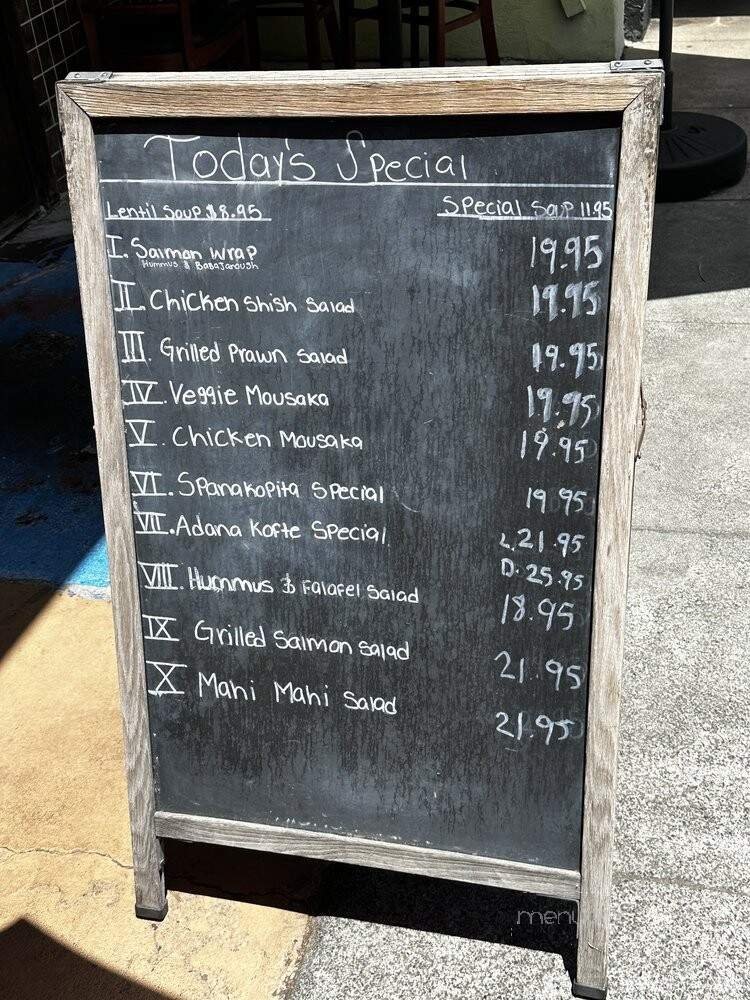 Today's Special
Lentil Soup $8.95 Special Soup 11.95
I. Salmon Wrap 19.95
Hummus & Babajanoush
II. Chicken Shish Salad 19.95
III. Grilled Prawn Salad 19.95
IV. Veggie Mousaka 19.95
V. Chicken Mousaka 19.95
VI. Spanakopita Special 19.95
VII. Adana Kofte Special L. 21.95
D. 25.95
VIII. Hummus & Falafel Salad 18.95
IX Grilled Salmon Salad 21.95
X Mahi Mahi Salad 21.95
menu